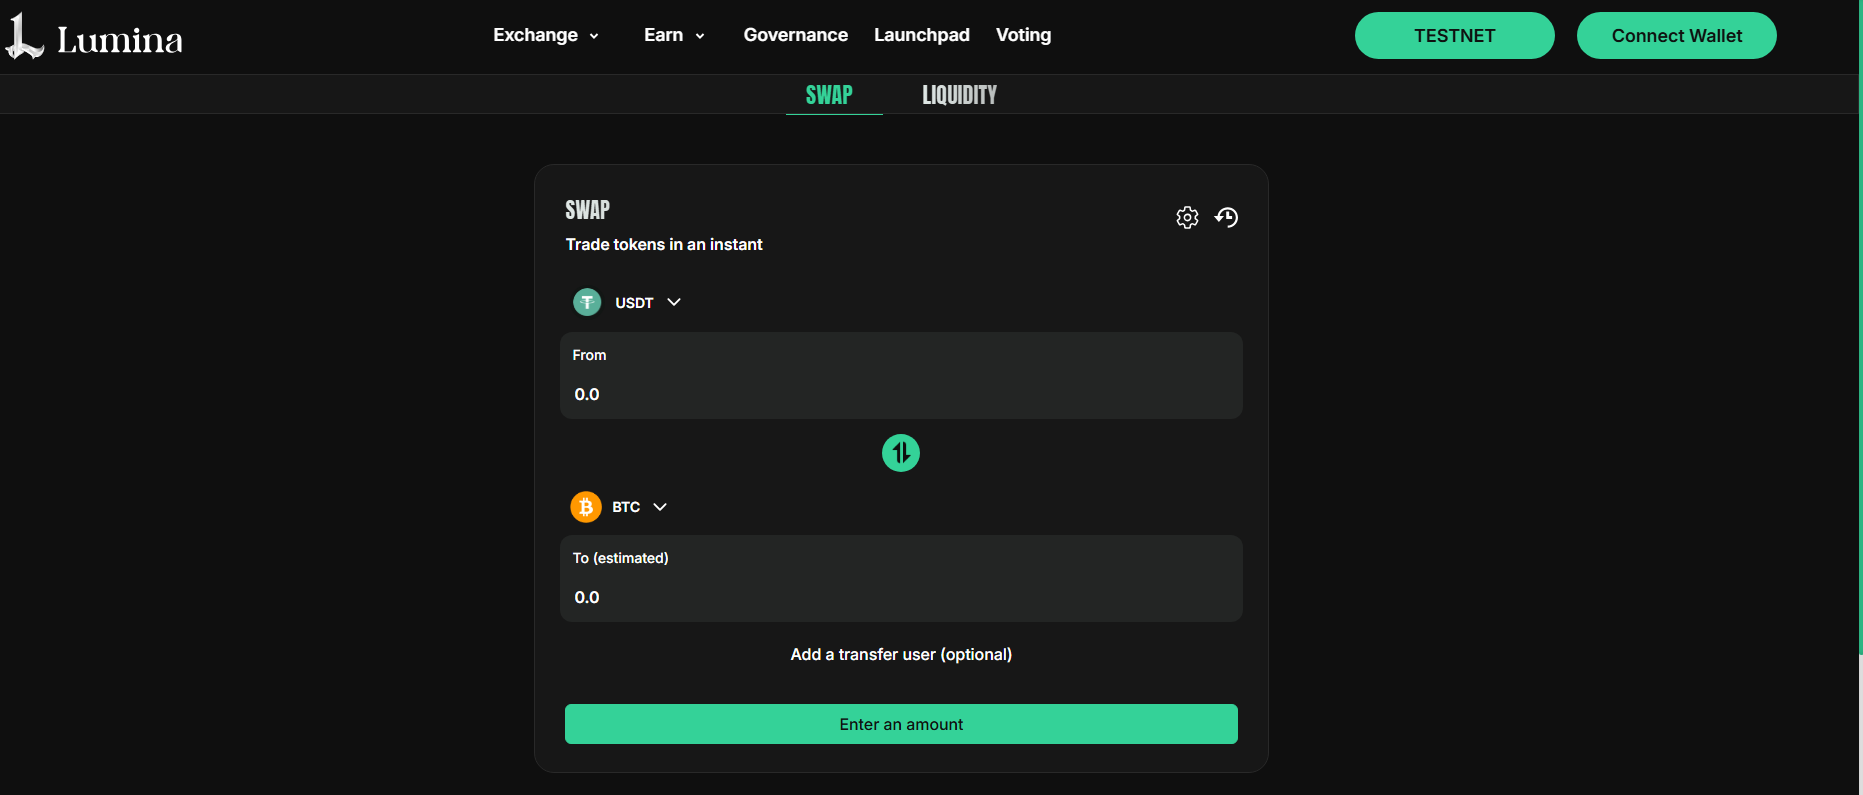 Lumina
Exchange Earn Governance Launchpad Voting
TESTNET
Connect Wallet
SWAP LIQUIDITY
SWAP
Trade tokens in an instant
USDT
From
0.0
BTC
To (estimated)
0.0
Add a transfer user (optional)
Enter an amount